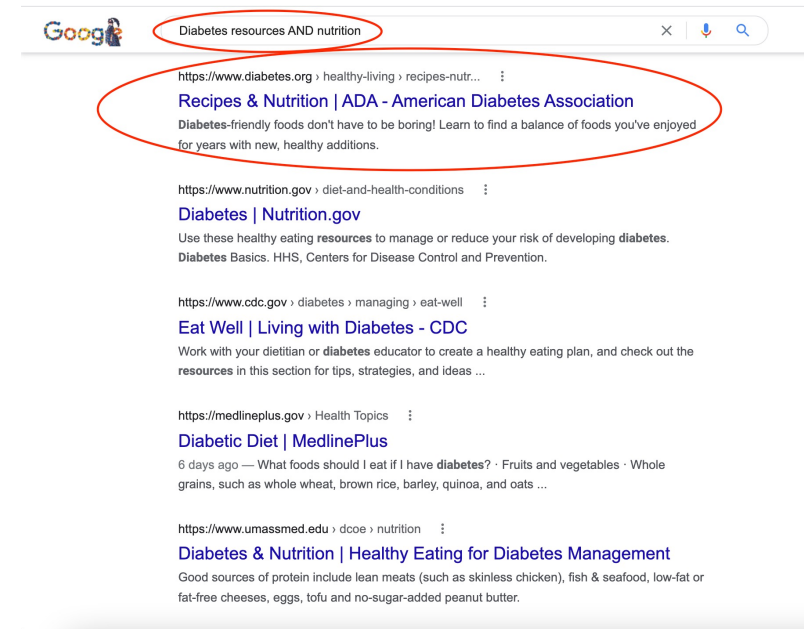 Google
Diabetes resources AND nutrition
https://www.diabetes.org › healthy-living › recipes-nutr...
Recipes & Nutrition | ADA - American Diabetes Association
Diabetes-friendly foods don't have to be boring! Learn to find a balance of foods you've enjoyed
for years with new, healthy additions.
https://www.nutrition.gov › diet-and-health-conditions
Diabetes | Nutrition.gov
Use these healthy eating resources to manage or reduce your risk of developing diabetes.
Diabetes Basics. HHS, Centers for Disease Control and Prevention.
https://www.cdc.gov › diabetes › managing › eat-well
Eat Well | Living with Diabetes - CDC
Work with your dietitian or diabetes educator to create a healthy eating plan, and check out the
resources in this section for tips, strategies, and ideas ...
https://medlineplus.gov › Health Topics
Diabetic Diet | MedlinePlus
6 days ago — What foods should I eat if I have diabetes? · Fruits and vegetables · Whole
grains, such as whole wheat, brown rice, barley, quinoa, and oats ...
https://www.umassmed.edu › dcoe › nutrition
Diabetes & Nutrition | Healthy Eating for Diabetes Management
Good sources of protein include lean meats (such as skinless chicken), fish & seafood, low-fat or
fat-free cheeses, eggs, tofu and no-sugar-added peanut butter.